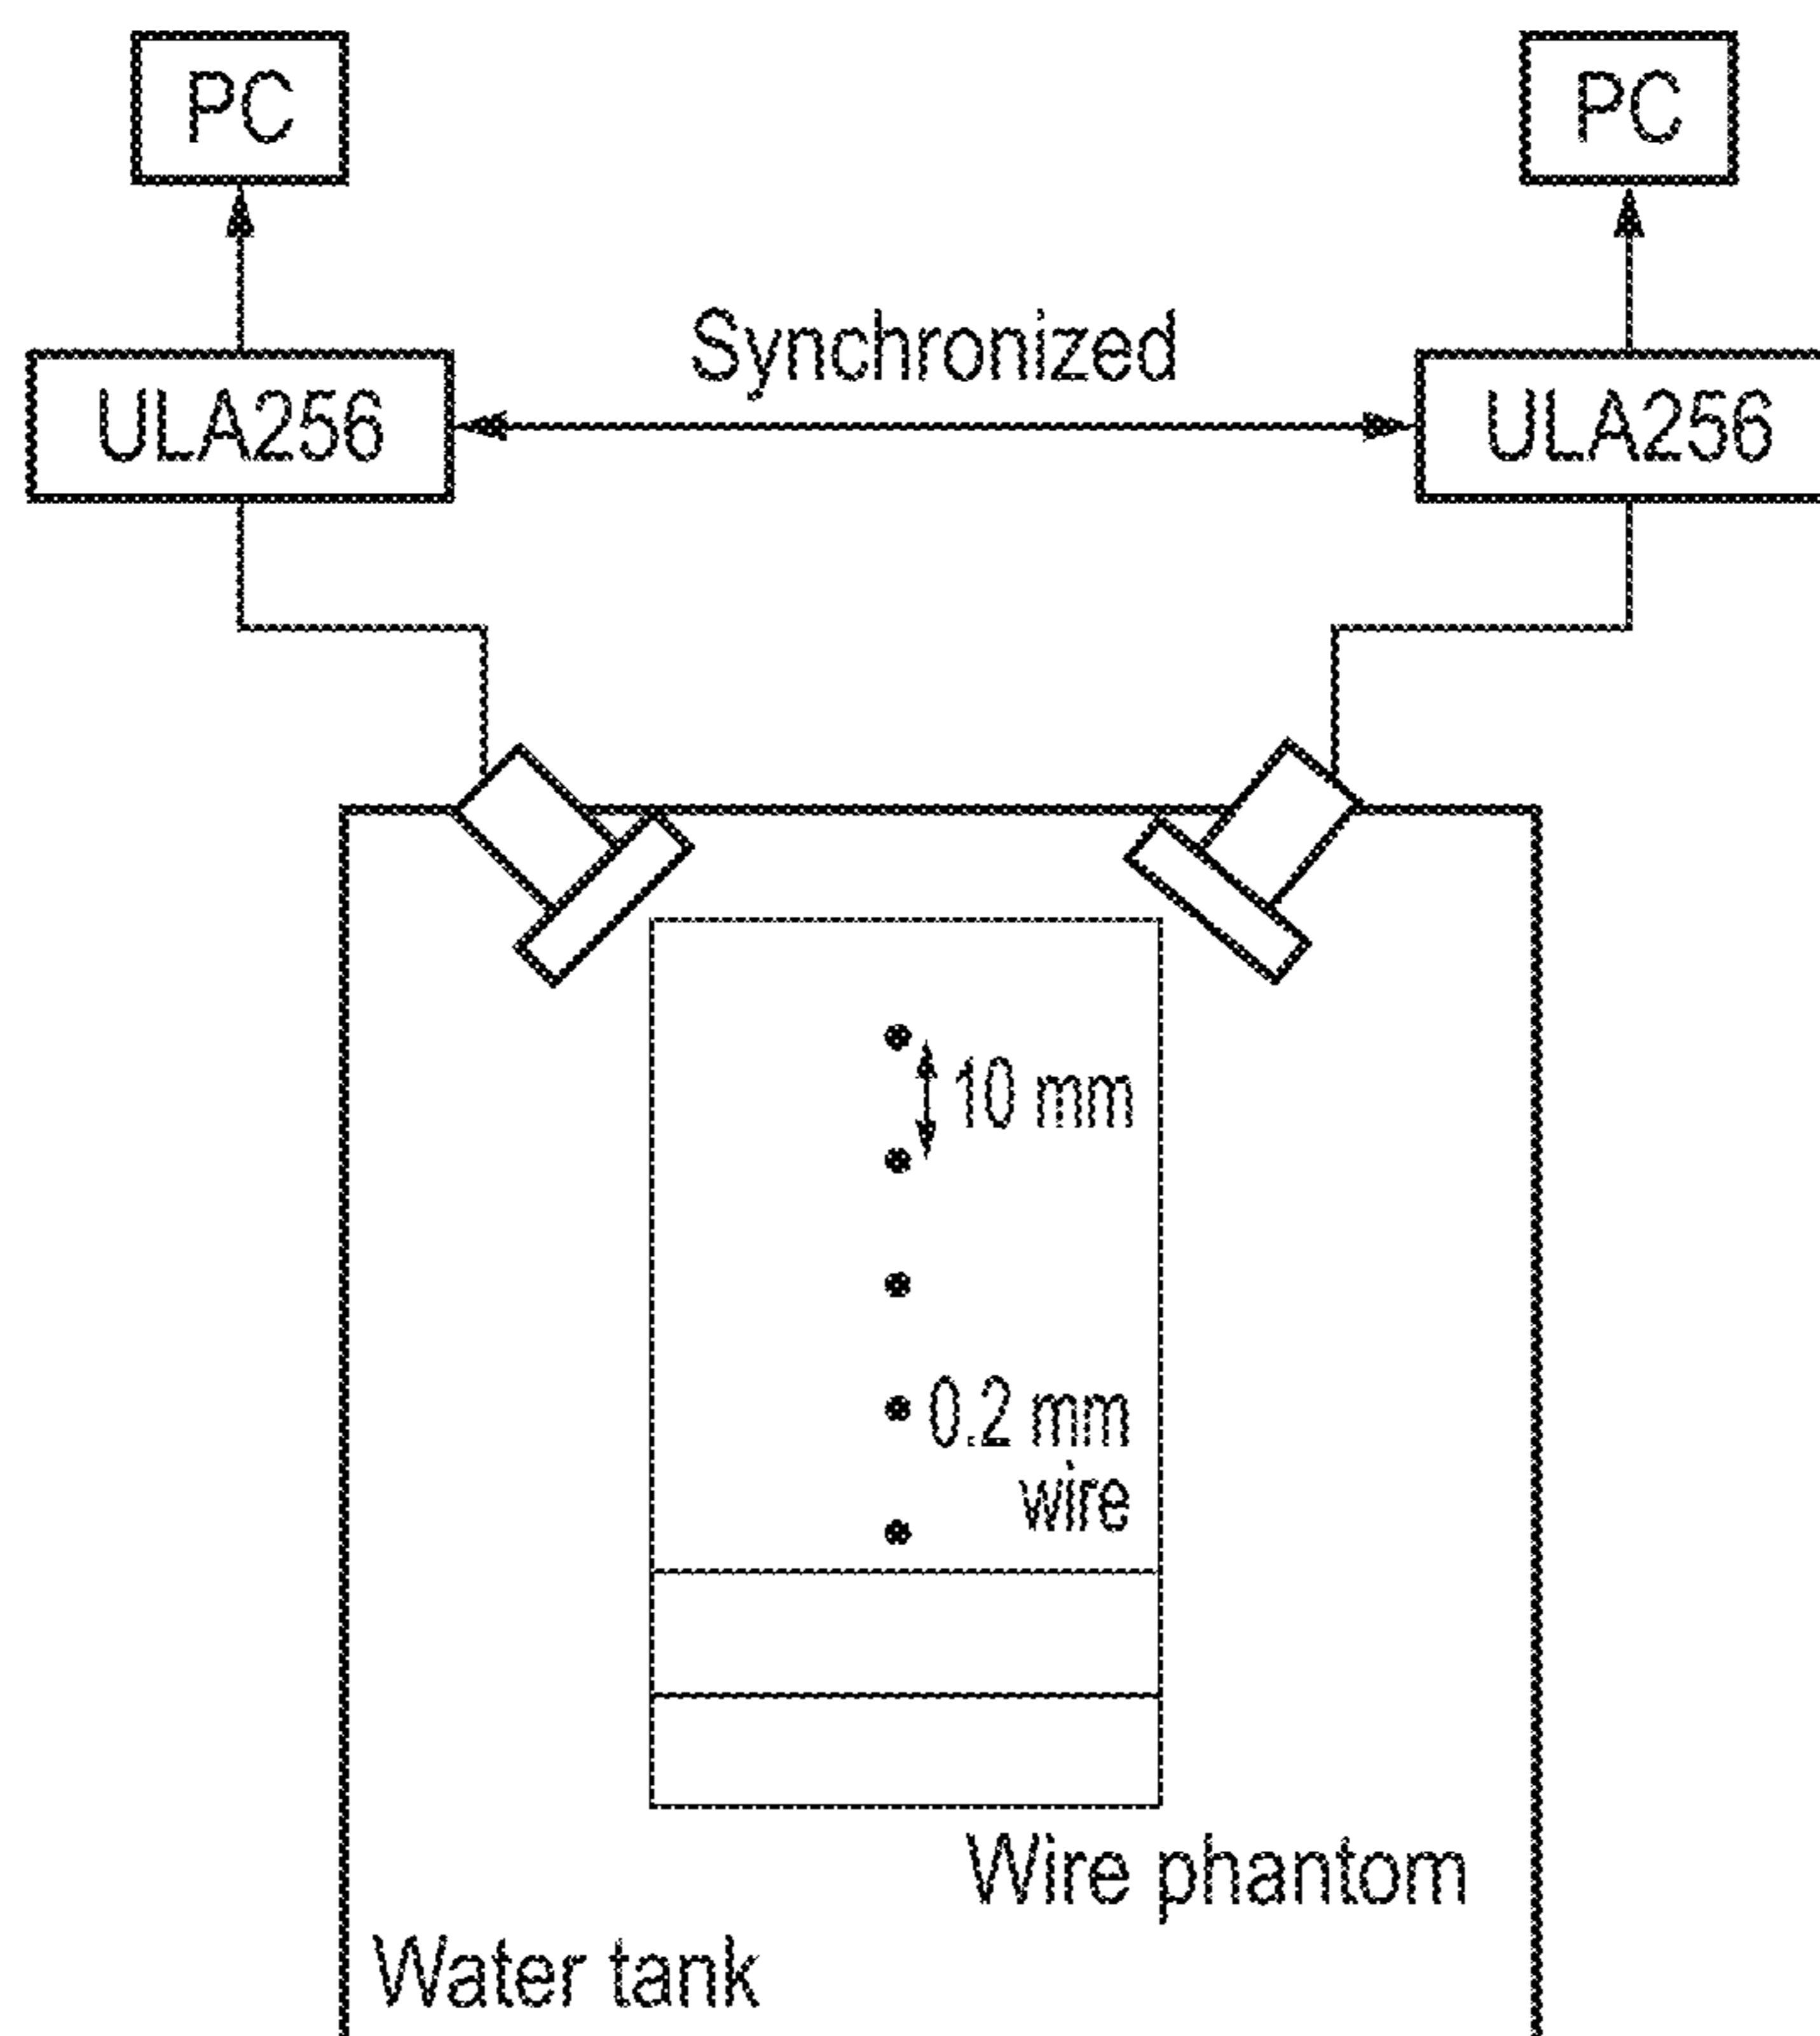 PC
PC
Synchronized
ULA256
ULA256
10 mm
0.2 mm
wire
Wire phantom
Water tank